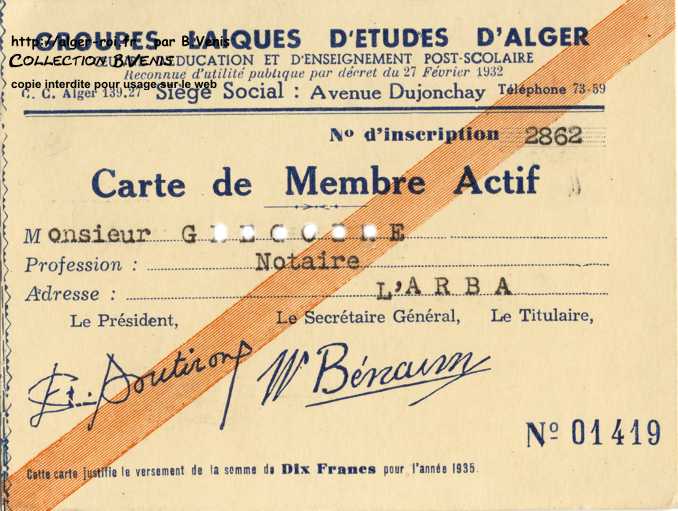 GROUPES LAIQUES D'ETUDES D'ALGER
http://alger-roi.fr par B.Venis
D'EDUCATION ET D'ENSEIGNEMENT POST-SCOLAIRE
COLLECTION B.VENIS
Reconnue d'utilité publique par décret du 27 Février 1932
copie interdite pour usage sur le web
C. C. Alger 139.27 Siège Social : Avenue Dujonchay Téléphone 73-59
No d'inscription 2862
Carte de Membre Actif
Monsieur
Profession : Notaire
Adresse : L'ARBA
Le Président, Le Secrétaire Général, Le Titulaire,
Bénaum
No 01419
Cette carte justifie le versement de la somme de Dix Francs pour l'année 1935.